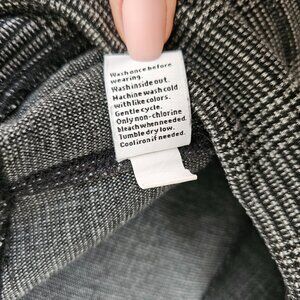 Wash once before
wearing.
Wash inside out.
Machine wash cold
with like colors.
Gentle cycle.
Only non-chlorine
bleach when needed.
Tumble dry low.
Cool iron if needed.